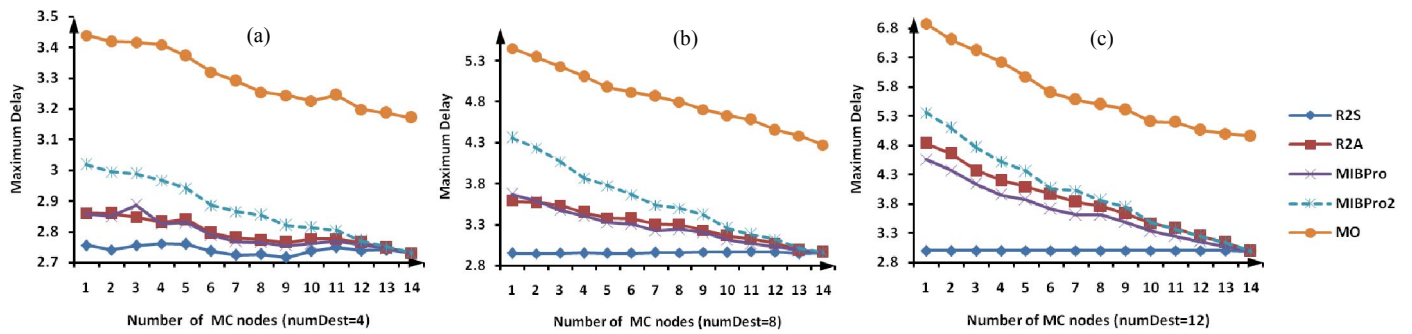 (a)
3.5
3.4
3.3
3.2
3.1
3
2.9
2.8
2.7
Maximum Delay
1 2 3 4 5 6 7 8 9 10 11 12 13 14
Number of MC nodes (numDest=4)
(b)
5.3
4.8
4.3
3.8
3.3
2.8
Maximum Delay
1 2 3 4 5 6 7 8 9 10 11 12 13 14
Number of MC nodes (numDest=8)
(c)
6.8
6.3
5.8
5.3
4.8
4.3
3.8
3.3
2.8
Maximum Delay
1 2 3 4 5 6 7 8 9 10 11 12 13 14
Number of MC nodes (numDest=12)
R2S
R2A
MIBPro
MIBPro2
MO